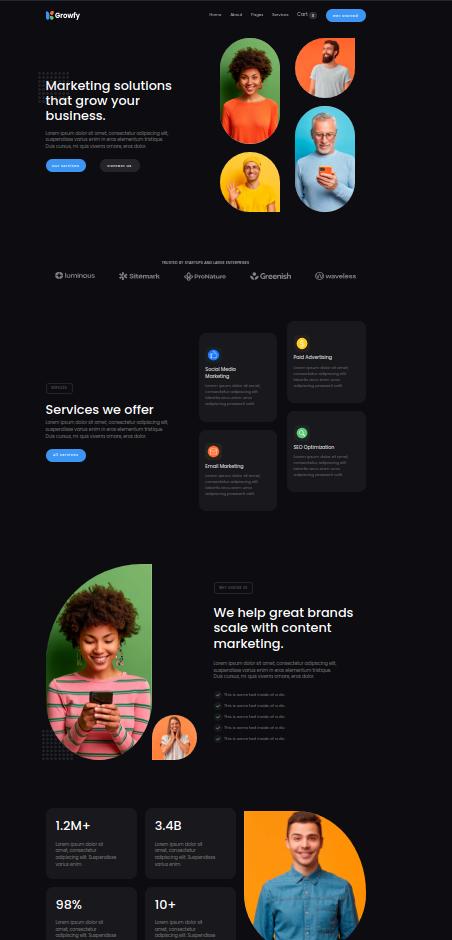 Growfy
Home About Pages Services Cart 0 Get started
Marketing solutions
that grow your
business.
Lorem ipsum dolor sit amet, consectetur adipiscing elit,
suspendisse varius enim in eros elementum tristique.
Duis cursus, mi quis viverra ornare, eros dolor.
Our services Contact us
TRUSTED BY STARTUPS AND LARGE ENTERPRISES
luminous Sitemark ProNature Greenish waveless
SERVICES
Services we offer
Lorem ipsum dolor sit amet, consectetur adipiscing elit,
suspendisse varius enim in eros elementum tristique.
Duis cursus, mi quis viverra ornare, eros dolor.
All services
Social Media
Marketing
Lorem ipsum dolor sit amet,
consectetur adipiscing elit
lobortis arcu enim urna
adipiscing praesent velit
Paid Advertising
Lorem ipsum dolor sit amet,
consectetur adipiscing elit
lobortis arcu enim urna
adipiscing praesent velit
Email Marketing
Lorem ipsum dolor sit amet,
consectetur adipiscing elit
lobortis arcu enim urna
adipiscing praesent velit
SEO Optimization
Lorem ipsum dolor sit amet,
consectetur adipiscing elit
lobortis arcu enim urna
adipiscing praesent velit
WHY CHOOSE US
We help great brands
scale with content
marketing.
Lorem ipsum dolor sit amet, consectetur adipiscing elit,
suspendisse varius enim in eros elementum tristique.
Duis cursus, mi quis viverra ornare, eros dolor.
This is some text inside of a div
This is some text inside of a div
This is some text inside of a div
This is some text inside of a div
This is some text inside of a div
1.2M+
Lorem ipsum dolor sit
amet, consectetur
adipiscing elit. Suspendisse
varius enim
3.4B
Lorem ipsum dolor sit
amet, consectetur
adipiscing elit. Suspendisse
varius enim
98%
Lorem ipsum dolor sit
amet, consectetur
adipiscing elit. Suspendisse
10+
Lorem ipsum dolor sit
amet, consectetur
adipiscing elit. Suspendisse